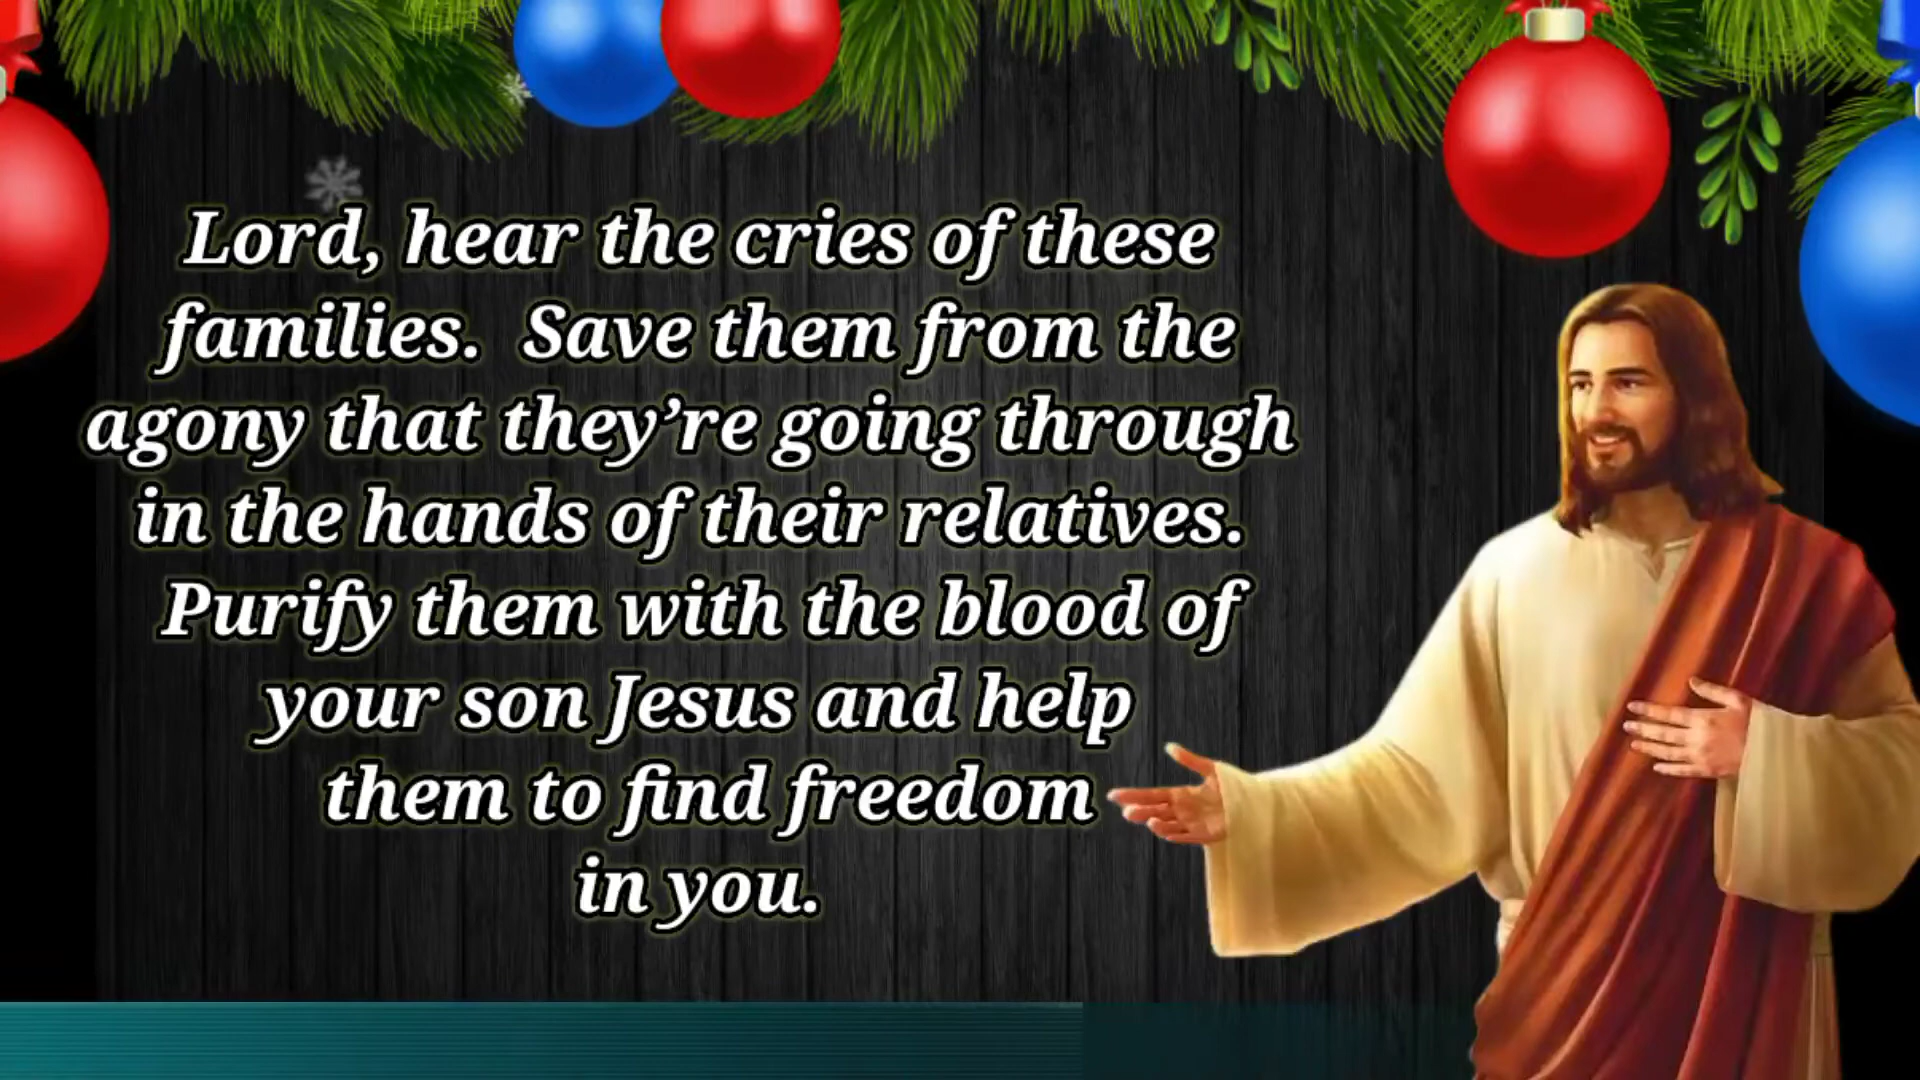 Lord, hear the cries of these
families.  Save them from the
agony that they’re going through
in the hands of their relatives.
Purify them with the blood of
your son Jesus and help
them to find freedom
in you.